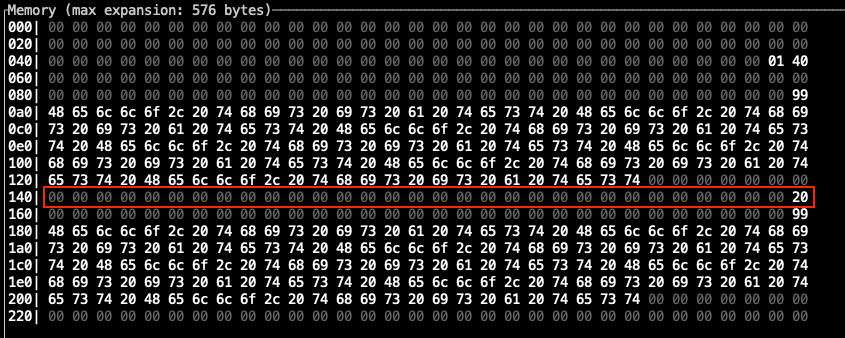 Memory (max expansion: 576 bytes)
000| 00 00 00 00 00 00 00 00 00 00 00 00 00 00 00 00 00 00 00 00 00 00 00 00 00 00 00 00 00 00 00 00
020| 00 00 00 00 00 00 00 00 00 00 00 00 00 00 00 00 00 00 00 00 00 00 00 00 00 00 00 00 00 00 00 00
040| 00 00 00 00 00 00 00 00 00 00 00 00 00 00 00 00 00 00 00 00 00 00 00 00 00 00 00 00 00 00 01 40
060| 00 00 00 00 00 00 00 00 00 00 00 00 00 00 00 00 00 00 00 00 00 00 00 00 00 00 00 00 00 00 00 00
080| 00 00 00 00 00 00 00 00 00 00 00 00 00 00 00 00 00 00 00 00 00 00 00 00 00 00 00 00 00 00 00 99
0a0| 48 65 6c 6c 6f 2c 20 74 68 69 73 20 69 73 20 61 20 74 65 73 74 20 48 65 6c 6c 6f 2c 20 74 68 69
0c0| 73 20 69 73 20 61 20 74 65 73 74 20 48 65 6c 6c 6f 2c 20 74 68 69 73 20 69 73 20 61 20 74 65 73
0e0| 74 20 48 65 6c 6c 6f 2c 20 74 68 69 73 20 69 73 20 61 20 74 65 73 74 20 48 65 6c 6c 6f 2c 20 74
100| 68 69 73 20 69 73 20 61 20 74 65 73 74 20 48 65 6c 6c 6f 2c 20 74 68 69 73 20 69 73 20 61 20 74
120| 65 73 74 20 48 65 6c 6c 6f 2c 20 74 68 69 73 20 69 73 20 61 20 74 65 73 74 00 00 00 00 00 00 00
140| 00 00 00 00 00 00 00 00 00 00 00 00 00 00 00 00 00 00 00 00 00 00 00 00 00 00 00 00 00 00 00 20
160| 00 00 00 00 00 00 00 00 00 00 00 00 00 00 00 00 00 00 00 00 00 00 00 00 00 00 00 00 00 00 00 99
180| 48 65 6c 6c 6f 2c 20 74 68 69 73 20 69 73 20 61 20 74 65 73 74 20 48 65 6c 6c 6f 2c 20 74 68 69
1a0| 73 20 69 73 20 61 20 74 65 73 74 20 48 65 6c 6c 6f 2c 20 74 68 69 73 20 69 73 20 61 20 74 65 73
1c0| 74 20 48 65 6c 6c 6f 2c 20 74 68 69 73 20 69 73 20 61 20 74 65 73 74 20 48 65 6c 6c 6f 2c 20 74
1e0| 68 69 73 20 69 73 20 61 20 74 65 73 74 20 48 65 6c 6c 6f 2c 20 74 68 69 73 20 69 73 20 61 20 74
200| 65 73 74 20 48 65 6c 6c 6f 2c 20 74 68 69 73 20 69 73 20 61 20 74 65 73 74 00 00 00 00 00 00 00
220| 00 00 00 00 00 00 00 00 00 00 00 00 00 00 00 00 00 00 00 00 00 00 00 00 00 00 00 00 00 00 00 00